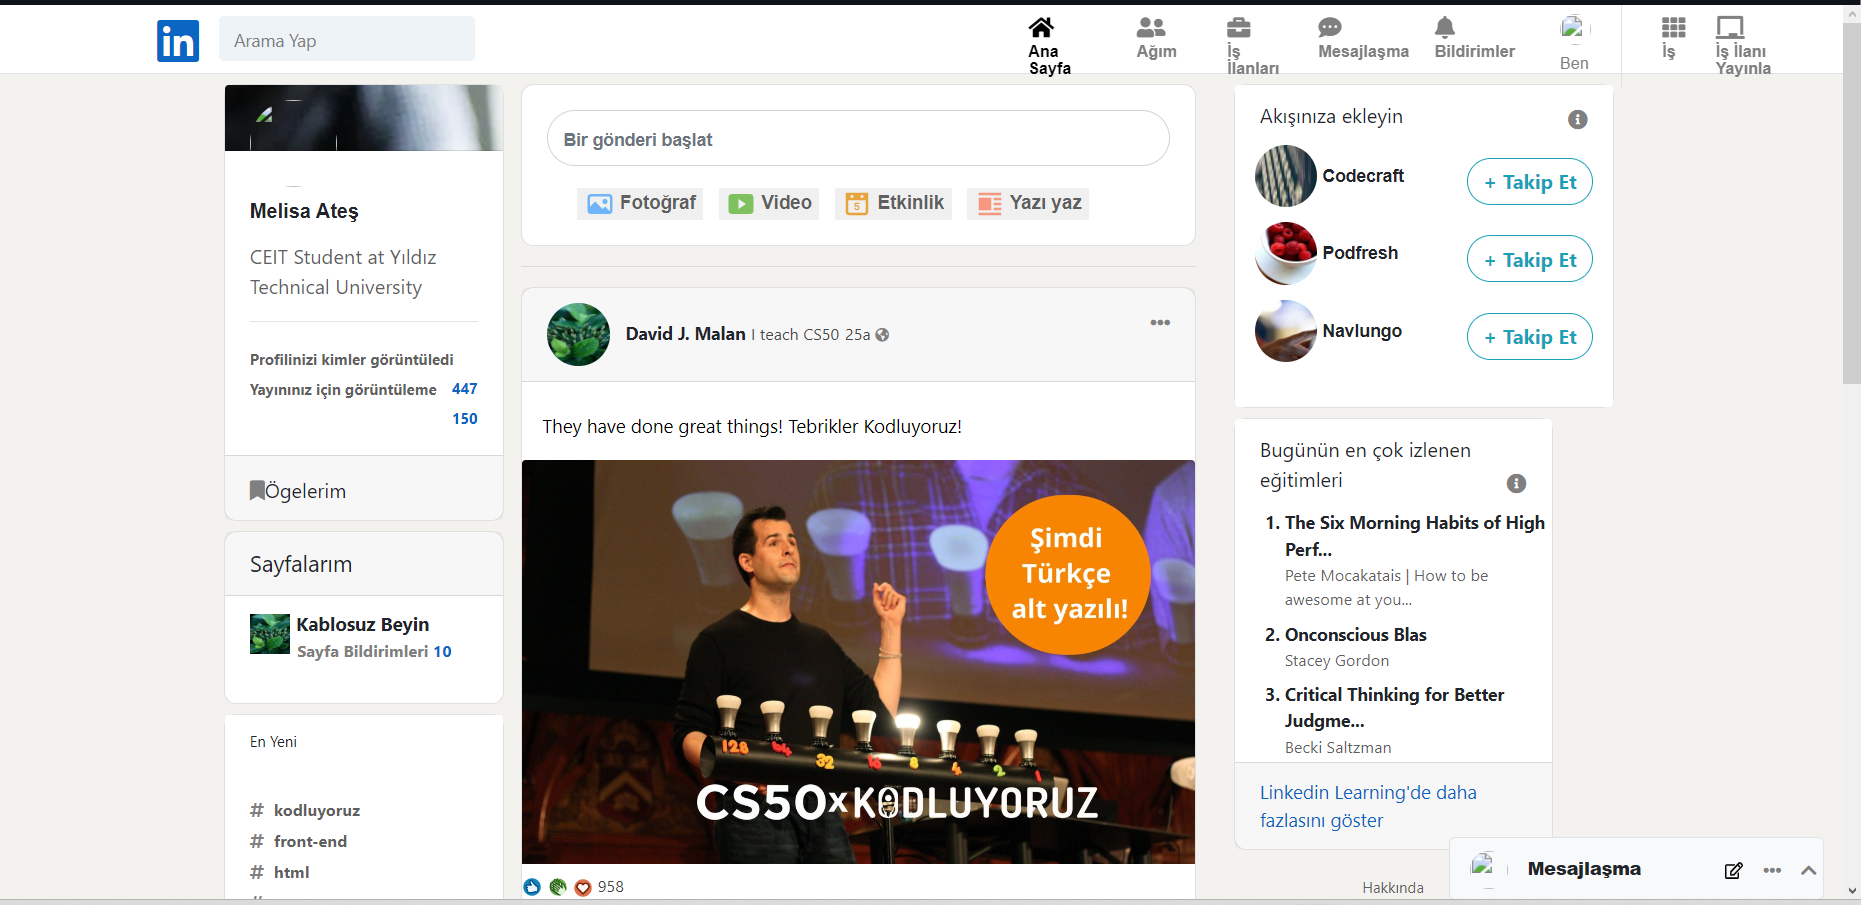 in
Arama Yap
Ana
Sayfa
Ağım
İş
İlanları
Mesajlaşma
Bildirimler
Ben
İş
İş İlanı
Yayınla
Melisa Ateş
CEIT Student at Yıldız
Technical University
Profilinizi kimler görüntüledi
Yayınınız için görüntüleme 447
150
Ögelerim
Sayfalarım
Kablosuz Beyin
Sayfa Bildirimleri 10
En Yeni
# kodluyoruz
# front-end
# html
Bir gönderi başlat
Fotoğraf
Video
5 Etkinlik
Yazı yaz
David J. Malan I teach CS50 25a
They have done great things! Tebrikler Kodluyoruz!
Şimdi
Türkçe
alt yazılı!
128 64 32 16 8 4 2 1
CS50xKODLUYORUZ
958
Akışınıza ekleyin
Codecraft
+ Takip Et
Podfresh
+ Takip Et
Navlungo
+ Takip Et
Bugünün en çok izlenen
eğitimleri
1. The Six Morning Habits of High
Perf...
Pete Mocakatais | How to be
awesome at you...
2. Onconscious Blas
Stacey Gordon
3. Critical Thinking for Better
Judgme...
Becki Saltzman
Linkedin Learning'de daha
fazlasını göster
Hakkında
Mesajlaşma